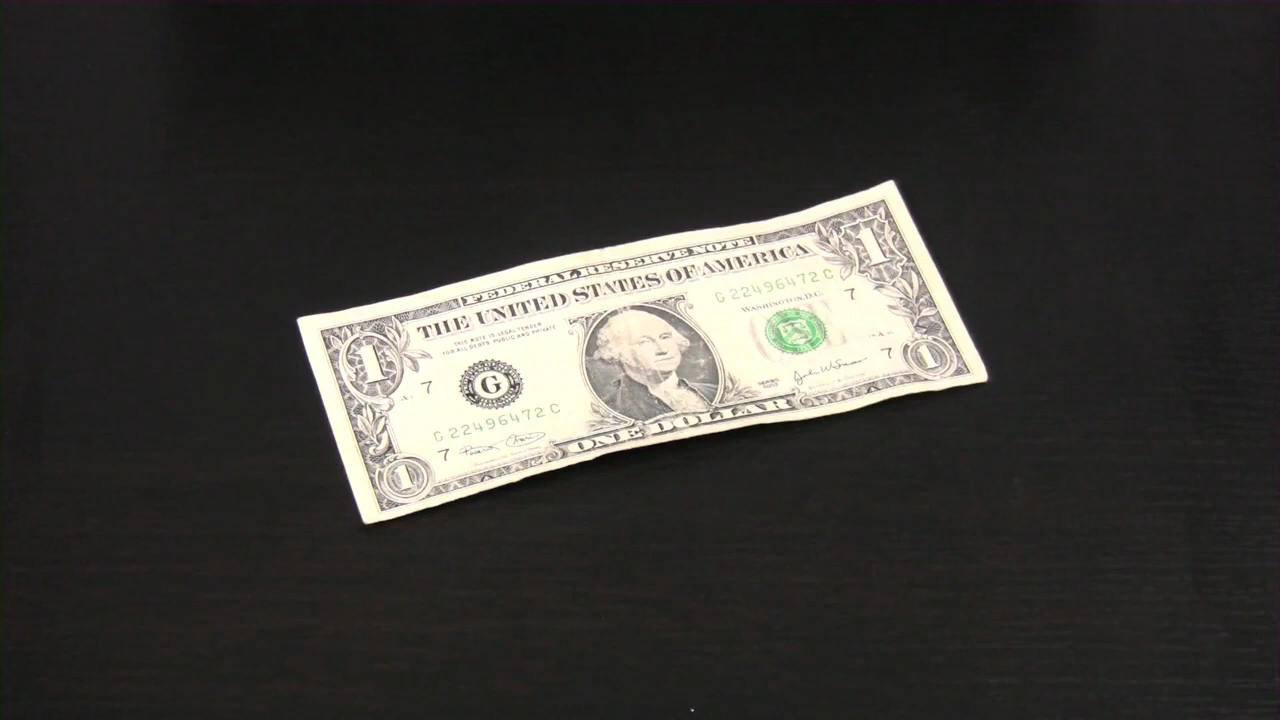 FEDERAL RESERVE NOTE
THE UNITED STATES OF AMERICA
THIS NOTE IS LEGAL TENDER
FOR ALL DEBTS, PUBLIC AND PRIVATE
G 22496472 C
WASHINGTON, D.C.
1
1
7
7
G
7
7
G 22496472 C
SERIES
1
1
ONE DOLLAR